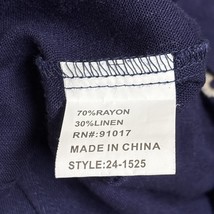 70%RAYON
30%LINEN
RN#:91017
MADE IN CHINA
STYLE:24-1525